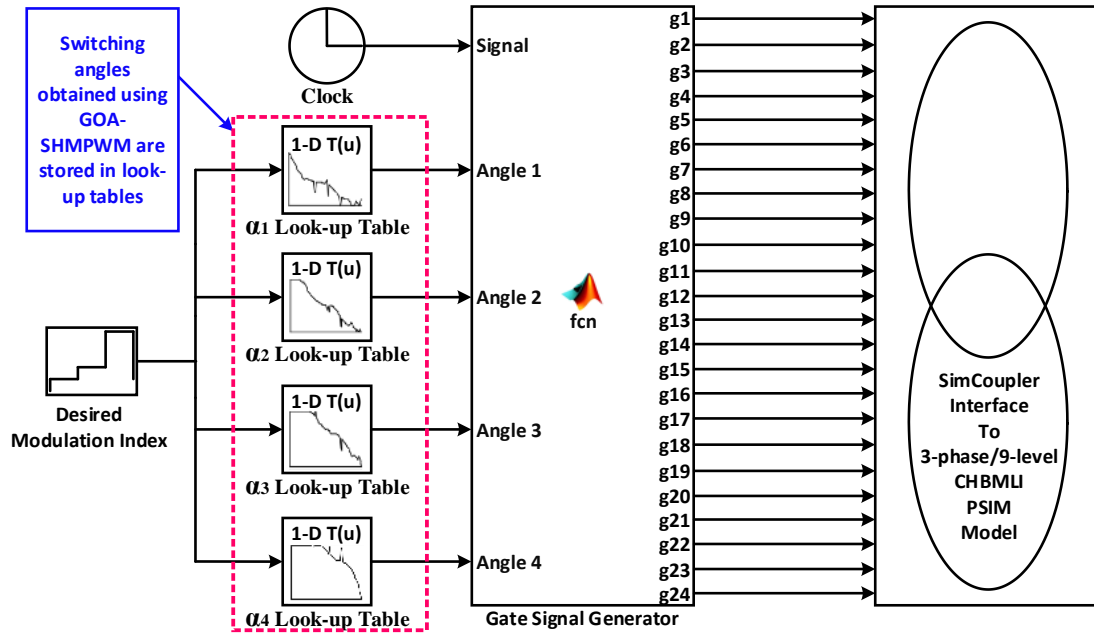 Switching
angles
obtained using
GOA-
SHMPWM are
stored in look-
up tables
Clock
1-D T(u)
α1 Look-up Table
1-D T(u)
α2 Look-up Table
1-D T(u)
α3 Look-up Table
1-D T(u)
α4 Look-up Table
Desired
Modulation Index
Signal
Angle 1
Angle 2
Angle 3
Angle 4
fcn
g1
g2
g3
g4
g5
g6
g7
g8
g9
g10
g11
g12
g13
g14
g15
g16
g17
g18
g19
g20
g21
g22
g23
g24
Gate Signal Generator
SimCoupler
Interface
To
3-phase/9-level
CHBMLI
PSIM
Model